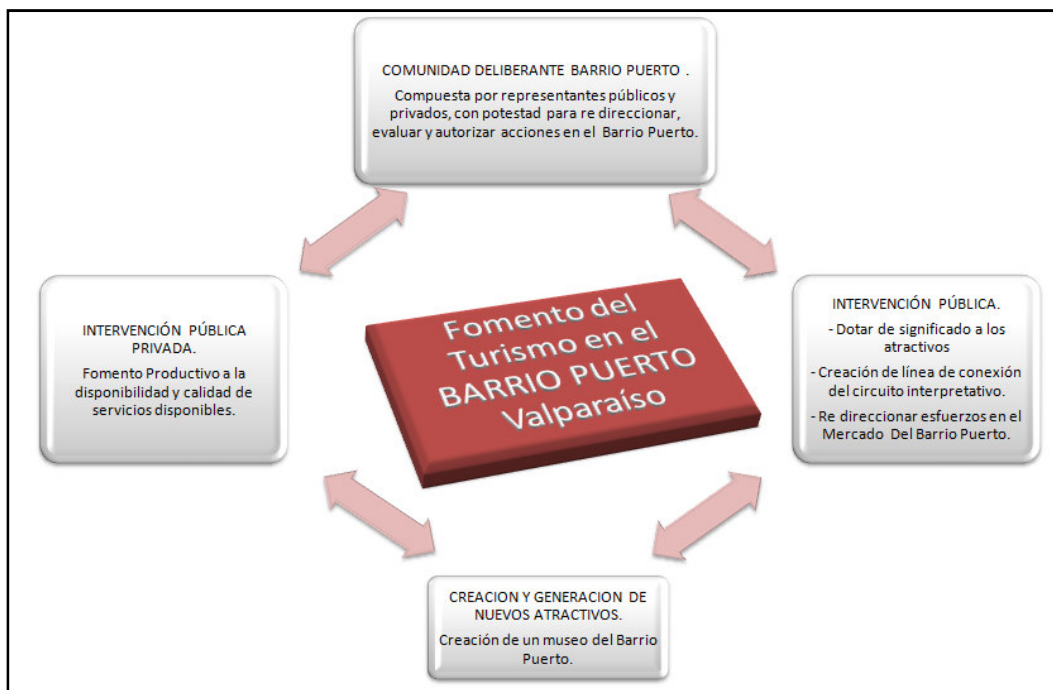 COMUNIDAD DELIBERANTE BARRIO PUERTO .
Compuesta por representantes públicos y
privados, con potestad para re direccionar,
evaluar y autorizar acciones en el Barrio Puerto.
INTERVENCIÓN PÚBLICA
PRIVADA.
Fomento Productivo a la
disponibilidad y calidad de
servicios disponibles.
Fomento del
Turismo en el
BARRIO PUERTO
Valparaíso
INTERVENCIÓN PÚBLICA.
- Dotar de significado a los
atractivos
- Creación de línea de conexión
del circuito interpretativo.
- Re direccionar esfuerzos en el
Mercado Del Barrio Puerto.
CREACION Y GENERACION DE
NUEVOS ATRACTIVOS.
Creación de un museo del Barrio
Puerto.